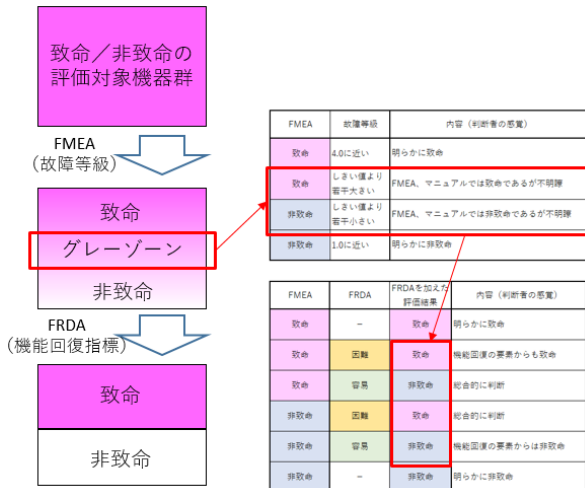 致命／非致命の
評価対象機器群
FMEA
（故障等級）
致命
グレーゾーン
非致命
FRDA
（機能回復指標）
致命
非致命
FMEA 故障等級 内容（判断者の感覚）
致命 4.0に近い 明らかに致命
致命 しきい値より
若干大きい FMEA、マニュアルでは致命であるが不明瞭
非致命 しきい値より
若干小さい FMEA、マニュアルでは非致命であるが不明瞭
非致命 1.0に近い 明らかに非致命
FMEA FRDA FRDAを加えた
評価結果 内容（判断者の感覚）
致命 － 致命 明らかに致命
致命 困難 致命 機能回復の要素からも致命
致命 容易 非致命 総合的に判断
非致命 困難 致命 総合的に判断
非致命 容易 非致命 機能回復の要素からは非致命
非致命 － 非致命 明らかに非致命